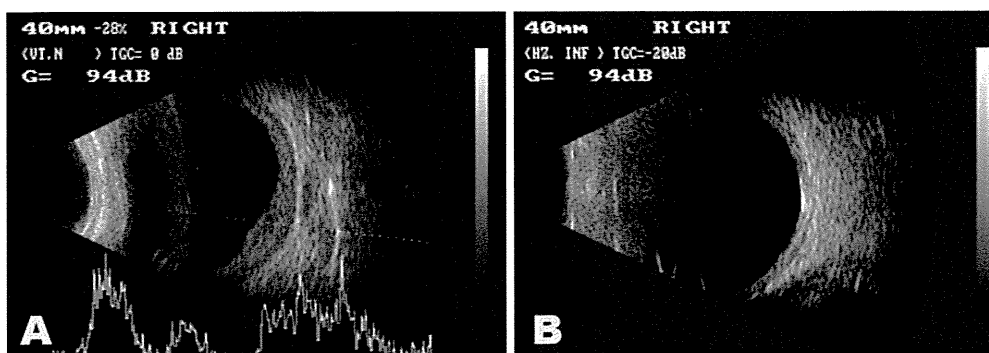 40mm -28% RIGHT
(VT.N ) TGC= 0 dB
G= 94dB
A
40mm RIGHT
(HZ. INF ) TGC=-20dB
G= 94dB
B